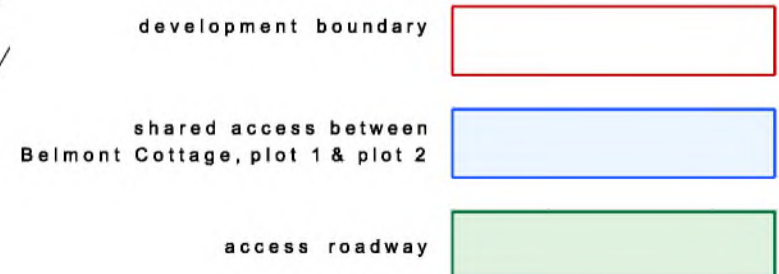 development boundary
shared access between
Belmont Cottage, plot 1 & plot 2
access roadway